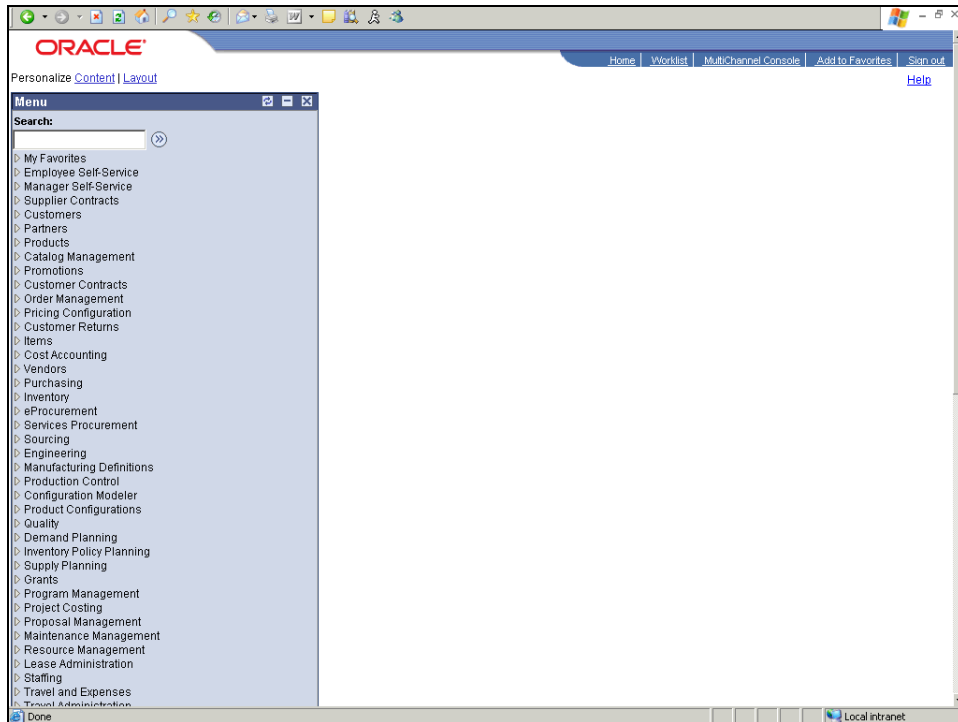 ORACLE'
Home Worklist MultiChannel Console Add to Favorites Sign out
Personalize Content | Layout
Help
Menu
Search:
My Favorites
Employee Self-Service
Manager Self-Service
Supplier Contracts
Customers
Partners
Products
Catalog Management
Promotions
Customer Contracts
Order Management
Pricing Configuration
Customer Returns
Items
Cost Accounting
Vendors
Purchasing
Inventory
eProcurement
Services Procurement
Sourcing
Engineering
Manufacturing Definitions
Production Control
Configuration Modeler
Product Configurations
Quality
Demand Planning
Inventory Policy Planning
Supply Planning
Grants
Program Management
Project Costing
Proposal Management
Maintenance Management
Resource Management
Lease Administration
Staffing
Travel and Expenses
Travel Administration
Done
Local intranet